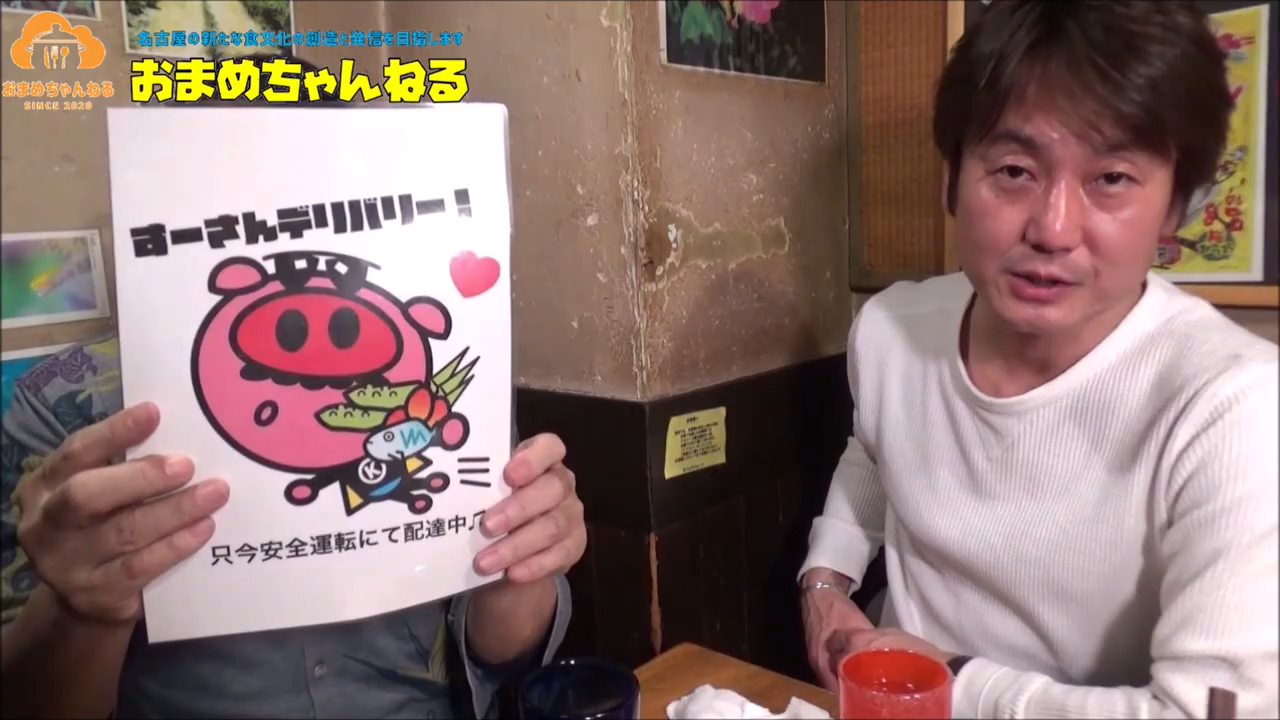 名古屋の新たな食文化の創造と発信を目指します
おまめちゃんねる
おまめちゃんねる
SINCE 2020
すーさんデリバリー！
K
只今安全運転にて配達中♫